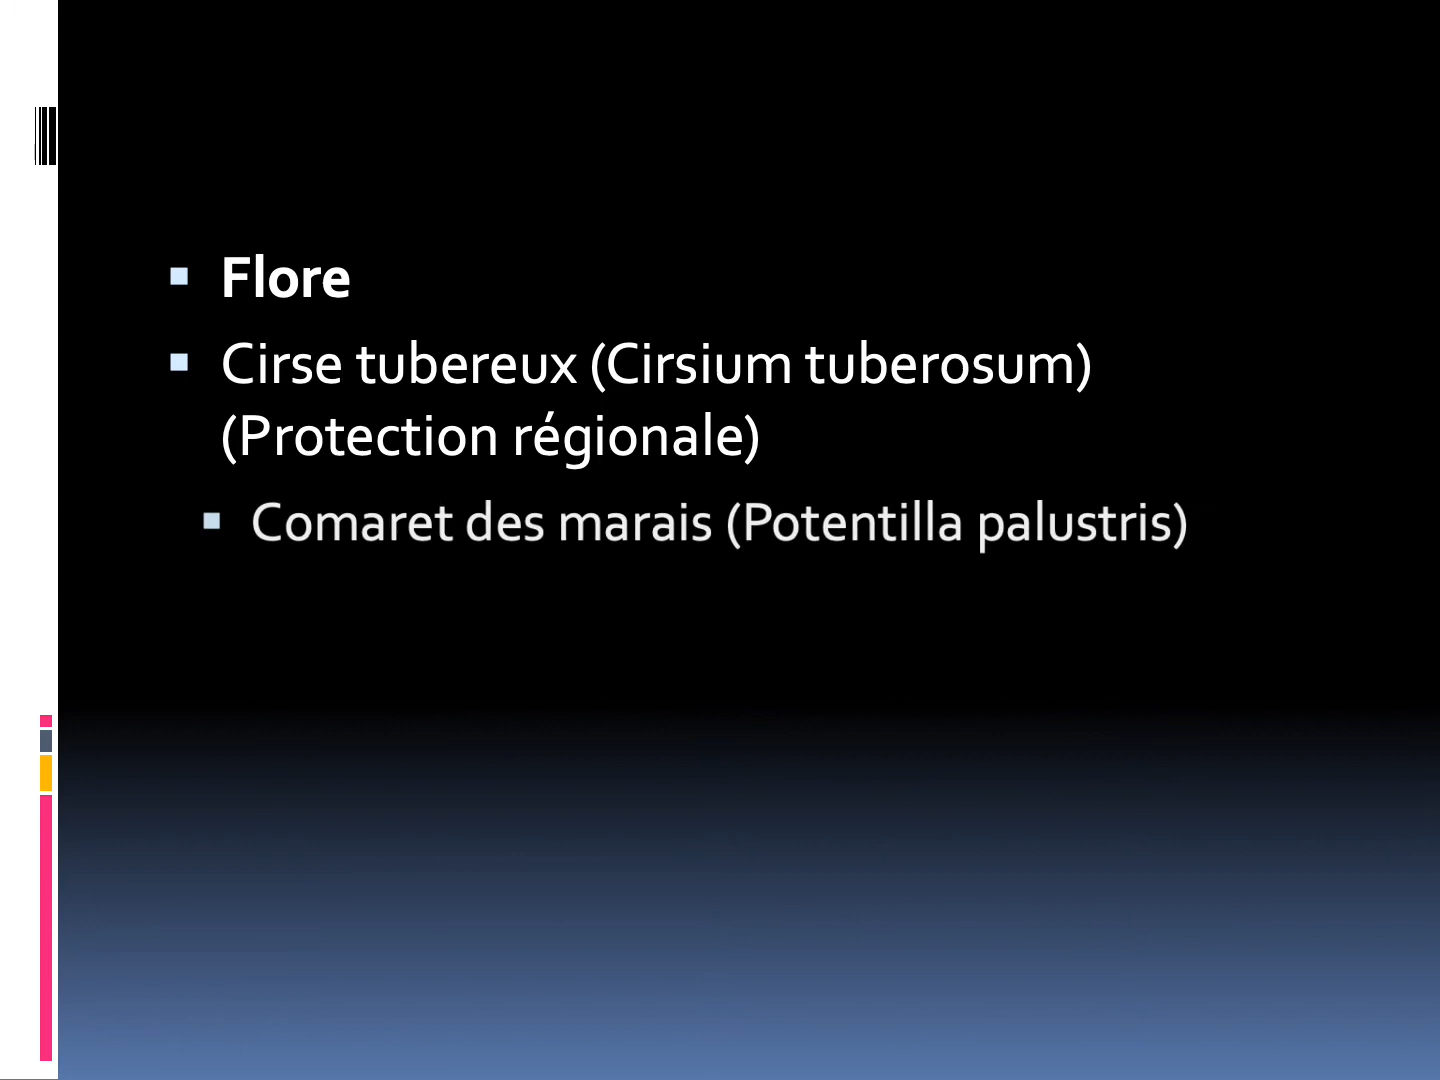 Flore
Cirse tubereux (Cirsium tuberosum)
(Protection régionale)
Comaret des marais (Potentilla palustris)